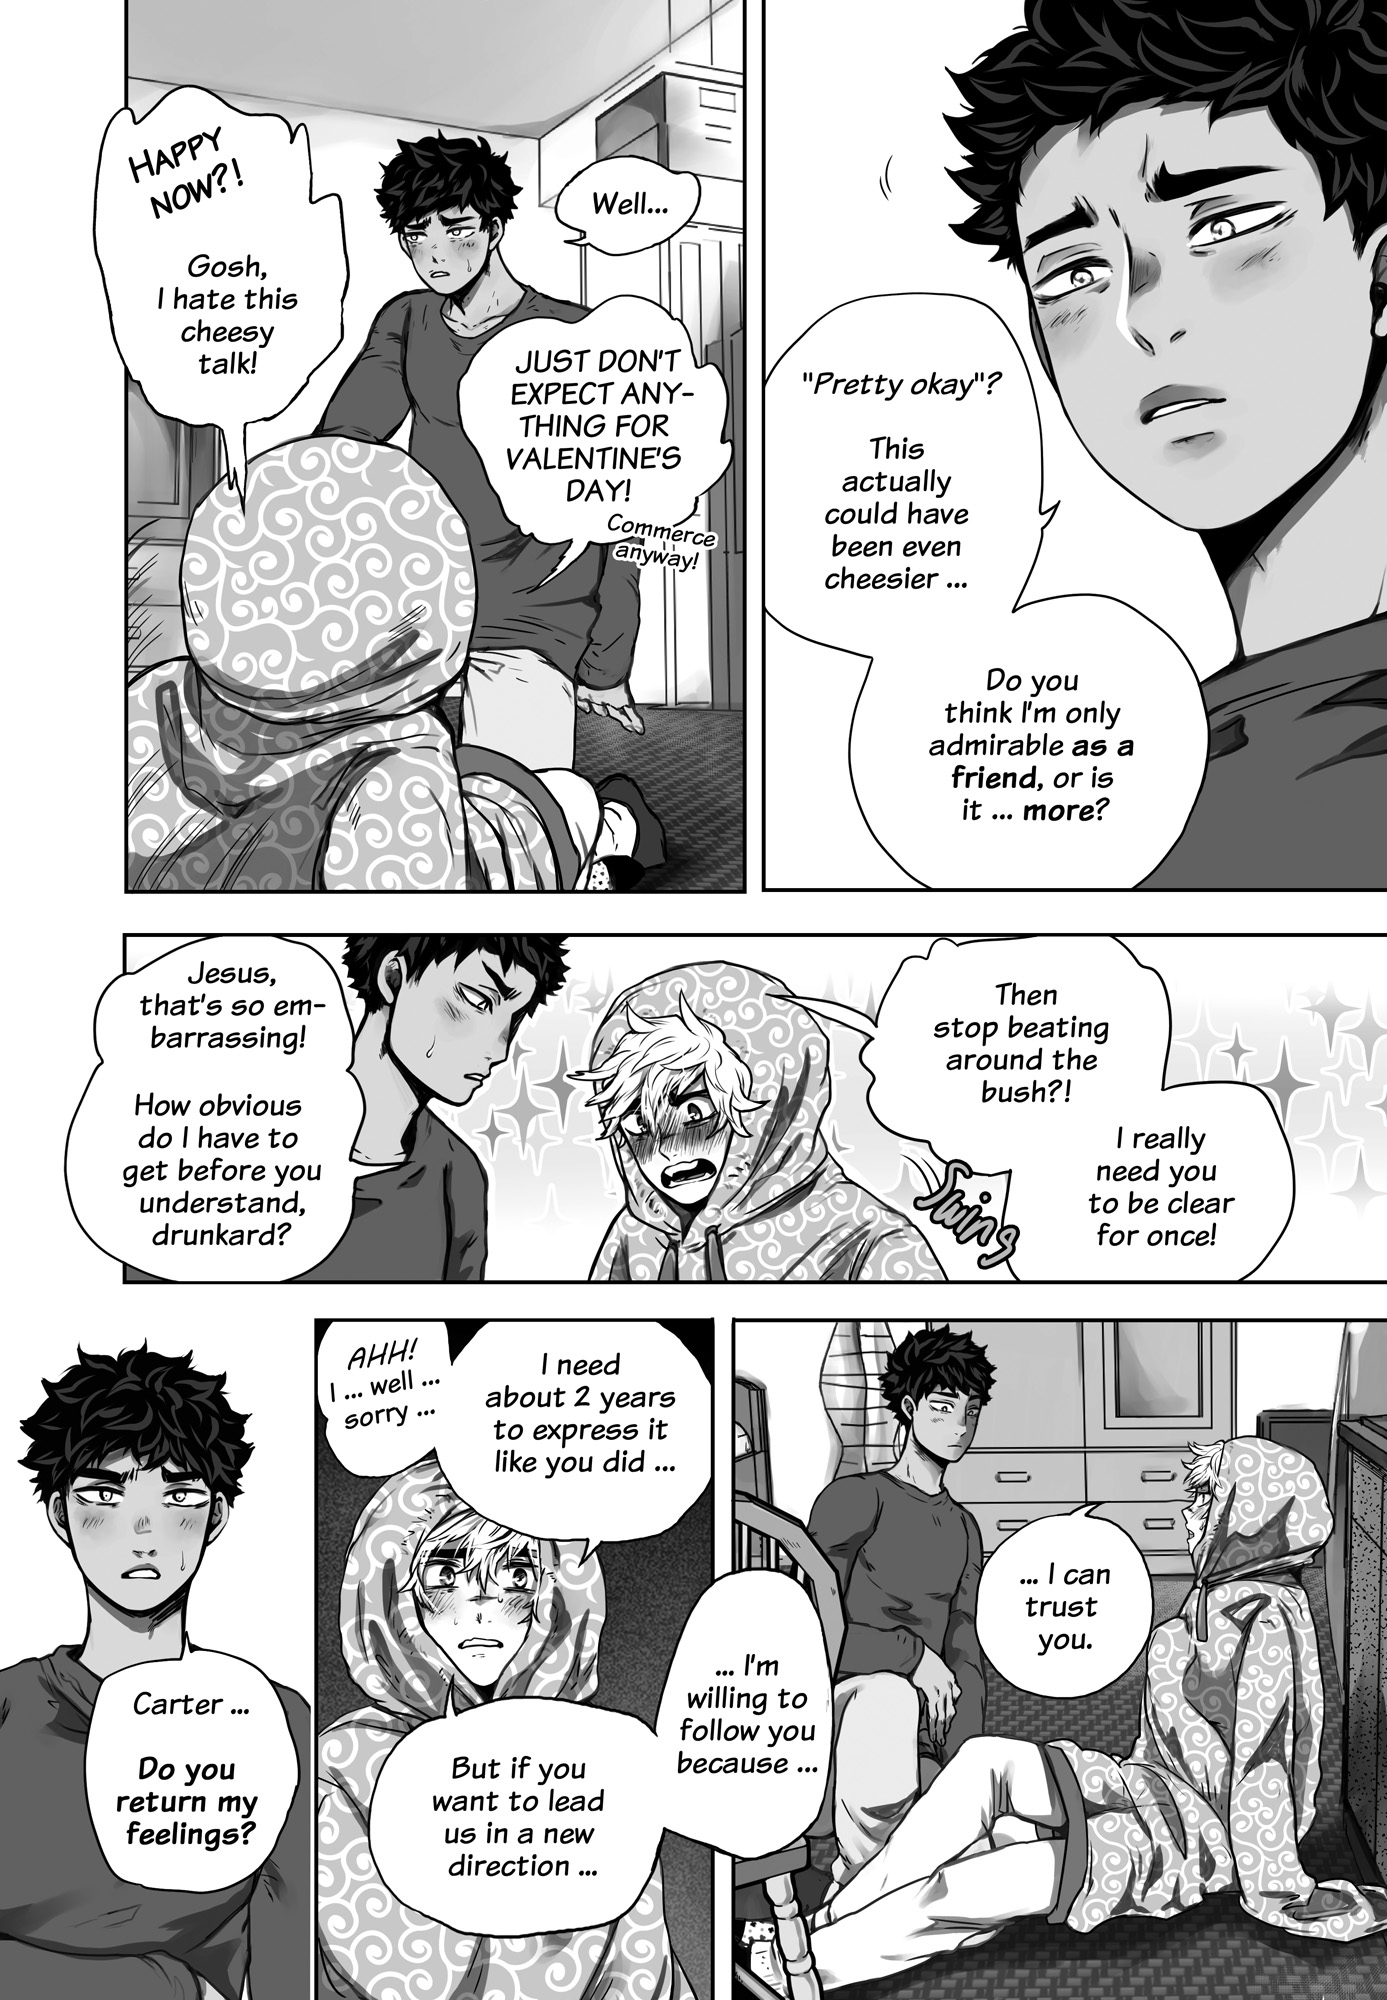 HAPPY
NOW?!
Gosh,
I hate this
cheesy
talk!
Well...
JUST DON'T
EXPECT ANY-
THING FOR
VALENTINE'S
DAY!
Commerce
anyway!
"Pretty okay"?
This
actually
could have
been even
cheesier ...
Do you
think I'm only
admirable as a
friend, or is
it ... more?
Jesus,
that's so em-
barrassing!
How obvious
do I have to
get before you
understand,
drunkard?
Then
stop beating
around the
bush?!
I really
need you
to be clear
for once!
Swing
Carter ...
Do you
return my
feelings?
AHH!
I ... well ...
sorry ...
I need
about 2 years
to express it
like you did ...
But if you
want to lead
us in a new
direction ...
... I'm
willing to
follow you
because ...
... I can
trust
you.